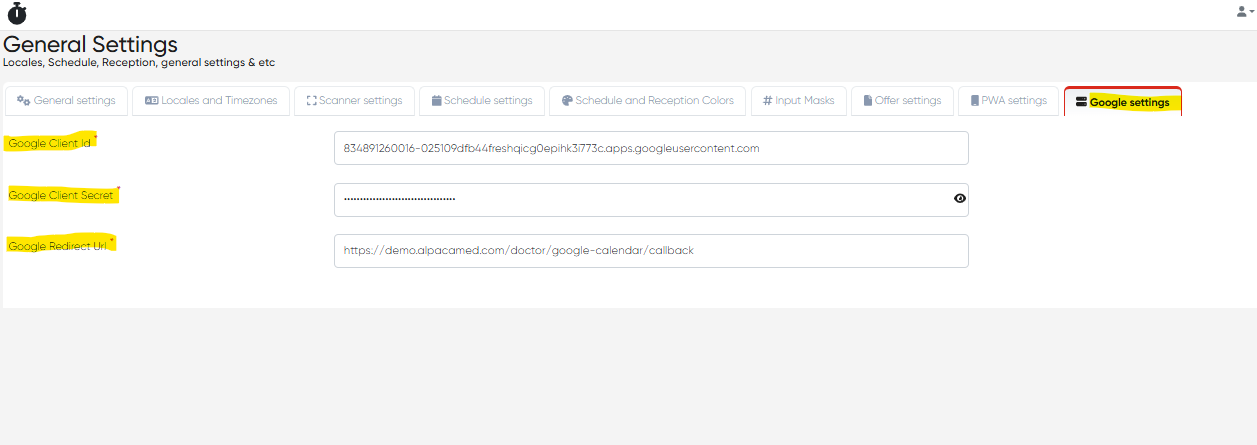 General Settings
Locales, Schedule, Reception, general settings & etc
General settings
Locales and Timezones
Scanner settings
Schedule settings
Schedule and Reception Colors
Input Masks
Offer settings
PWA settings
Google settings
Google Client Id *
834891260016-025109dfb44freshqicg0epihk3i773c.apps.googleusercontent.com
Google Client Secret *
Google Redirect Url *
https://demo.alpacamed.com/doctor/google-calendar/callback